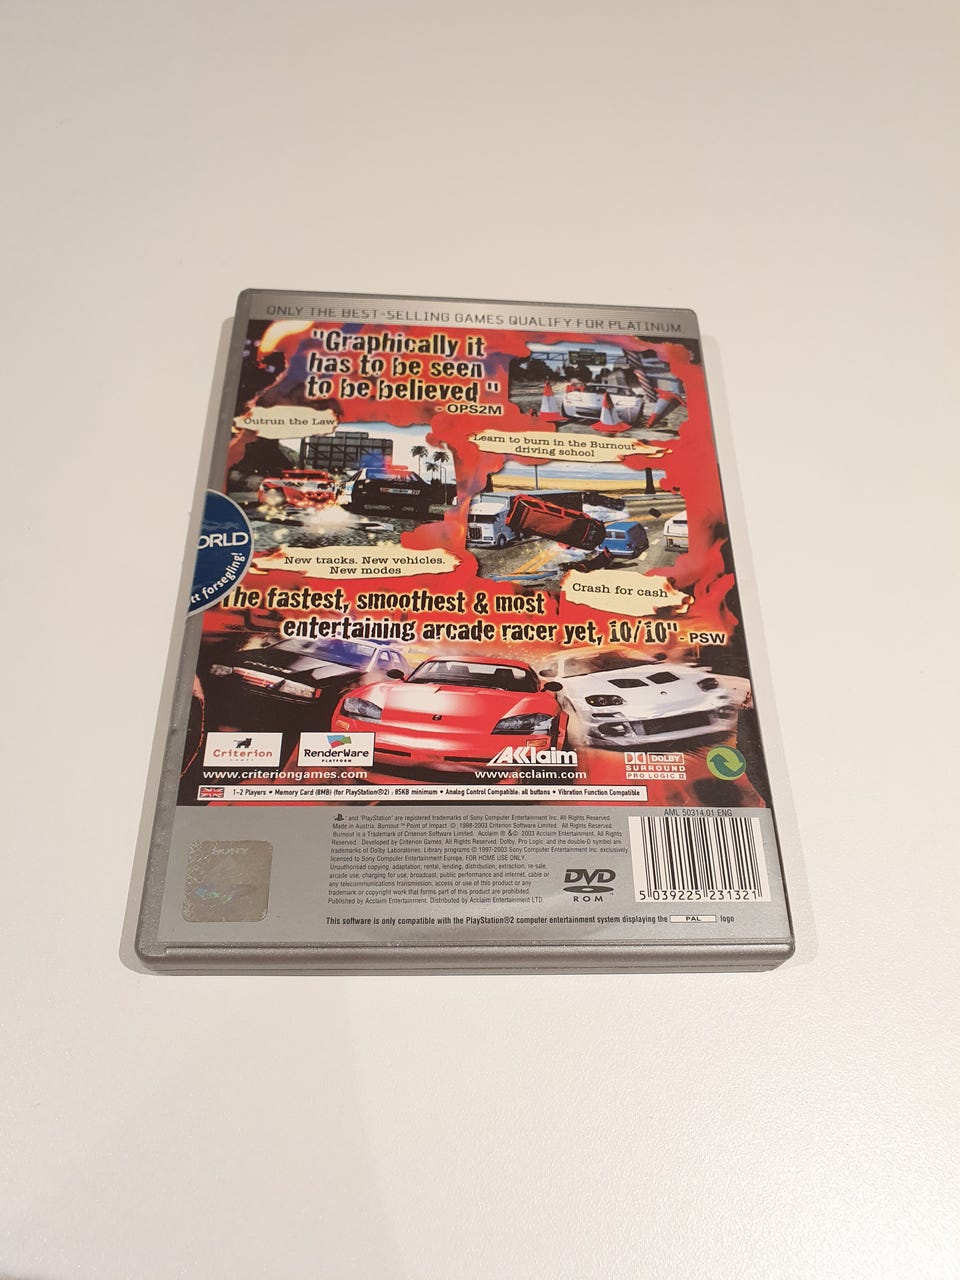 ONLY THE BEST-SELLING GAMES QUALIFY FOR PLATINUM.
"Graphically it
has to be seen
to be believed"
- OPS2M
Outrun the Law
Learn to burn in the Burnout
driving school
New tracks. New vehicles.
New modes
Crash for cash
ORLD
tt forsegling!
The fastest, smoothest & most
entertaining arcade racer yet, 10/10" - PSW
POLICE
Criterion
GAMES
RenderWare
PLATFORM
AKklaim
DOLBY
SURROUND
PRO LOGIC II
www.criteriongames.com
www.acclaim.com
1-2 Players • Memory Card (8MB) (for PlayStation®2) : 85KB minimum • Analog Control Compatible: all buttons • Vibration Function Compatible
AML 50314.01 ENG
"PS" and "PlayStation" are registered trademarks of Sony Computer Entertainment Inc. All Rights Reserved.
Made in Austria. Burnout™ Point of Impact © 1998-2003 Criterion Software Limited. All Rights Reserved.
Burnout is a Trademark of Criterion Software Limited. Acclaim ® &© 2003 Acclaim Entertainment. All Rights
Reserved. Developed by Criterion Games. All Rights Reserved. Dolby, Pro Logic and the double-D symbol are
trademarks of Dolby Laboratories. Library programs © 1997-2003 Sony Computer Entertainment Inc. exclusively
licensed to Sony Computer Entertainment Europe. FOR HOME USE ONLY.
Unauthorised copying, adaptation, rental, lending, distribution, extraction, re-sale,
arcade use, charging for use, broadcast, public performance and internet, cable or
any telecommunications transmission, access or use of this product or any
trademark or copyright work that forms part of this product are prohibited.
Published by Acclaim Entertainment. Distributed by Acclaim Entertainment LTD.
SONY
DVD
ROM
5 039225 231321
This software is only compatible with the PlayStation®2 computer entertainment system displaying the PAL logo